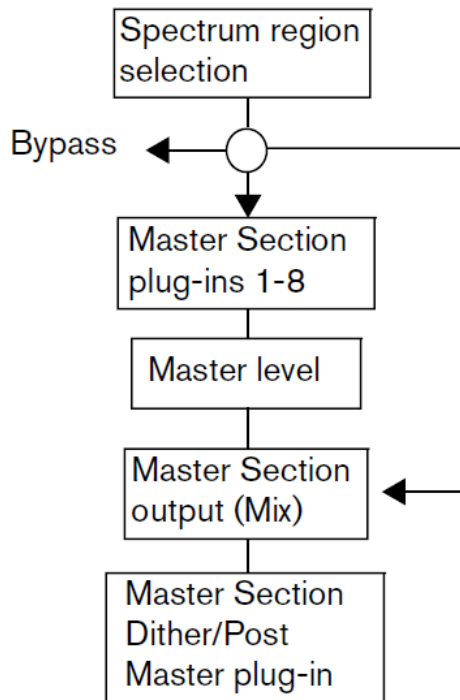 Spectrum region
selection
Bypass
Master Section
plug-ins 1-8
Master level
Master Section
output (Mix)
Master Section
Dither/Post
Master plug-in